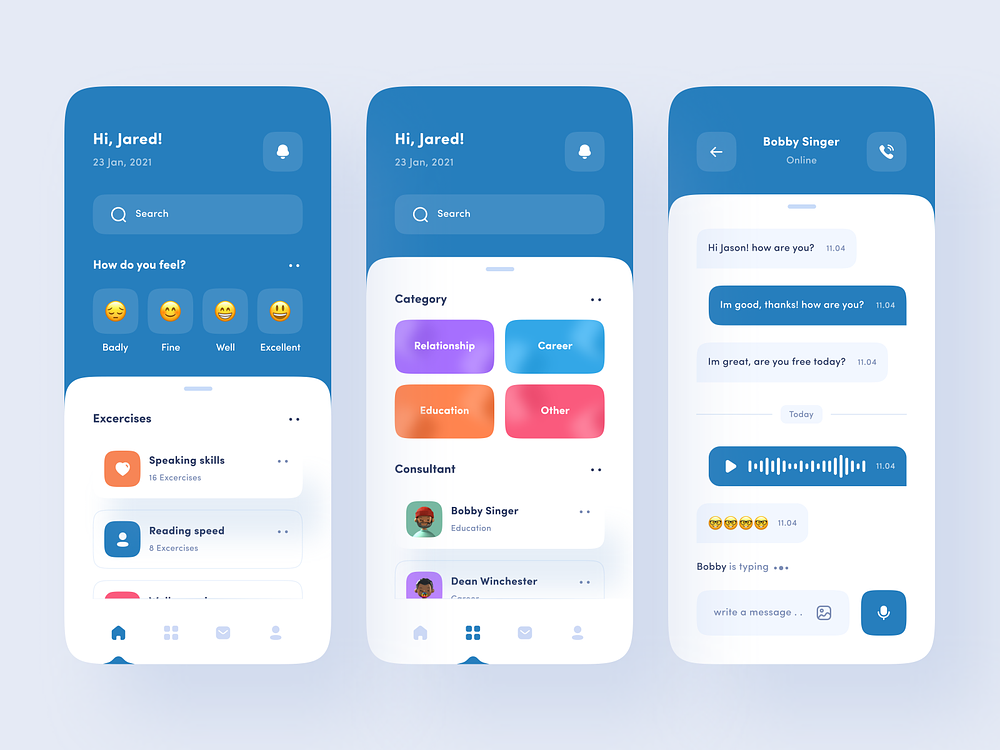 Hi, Jared!
23 Jan, 2021
Search
How do you feel?
Badly
Fine
Well
Excellent
Excercises
Speaking skills
16 Excercises
Reading speed
8 Excercises
Hi, Jared!
23 Jan, 2021
Search
Category
Relationship
Career
Education
Other
Consultant
Bobby Singer
Education
Dean Winchester
Career
Bobby Singer
Online
Hi Jason! how are you? 11.04
Im good, thanks! how are you? 11.04
Im great, are you free today? 11.04
Today
11.04
11.04
Bobby is typing
write a message . .